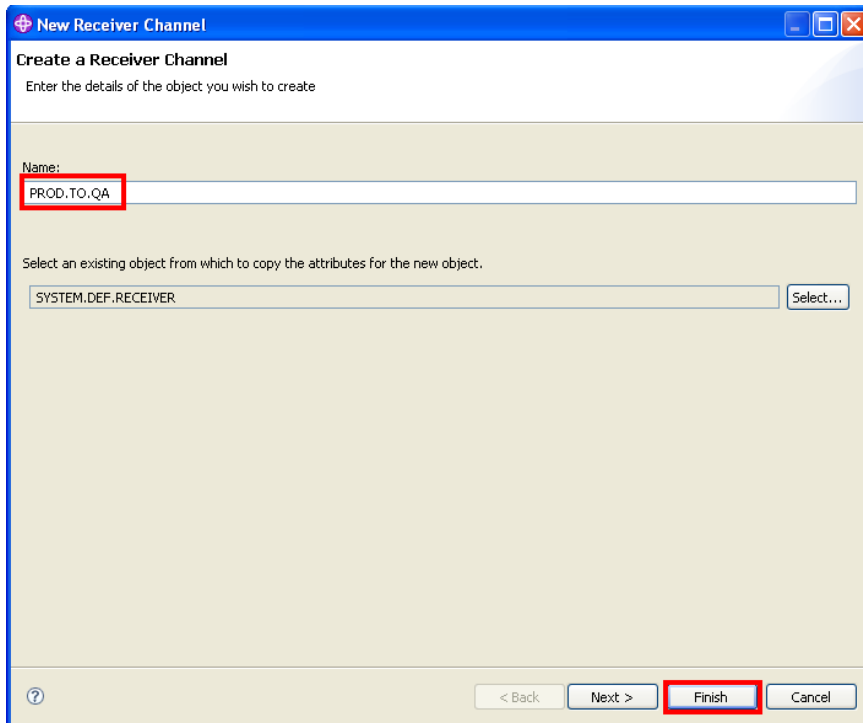 New Receiver Channel
Create a Receiver Channel
Enter the details of the object you wish to create
Name:
PROD.TO.QA
Select an existing object from which to copy the attributes for the new object.
SYSTEM.DEF.RECEIVER
Select...
?
< Back
Next >
Finish
Cancel